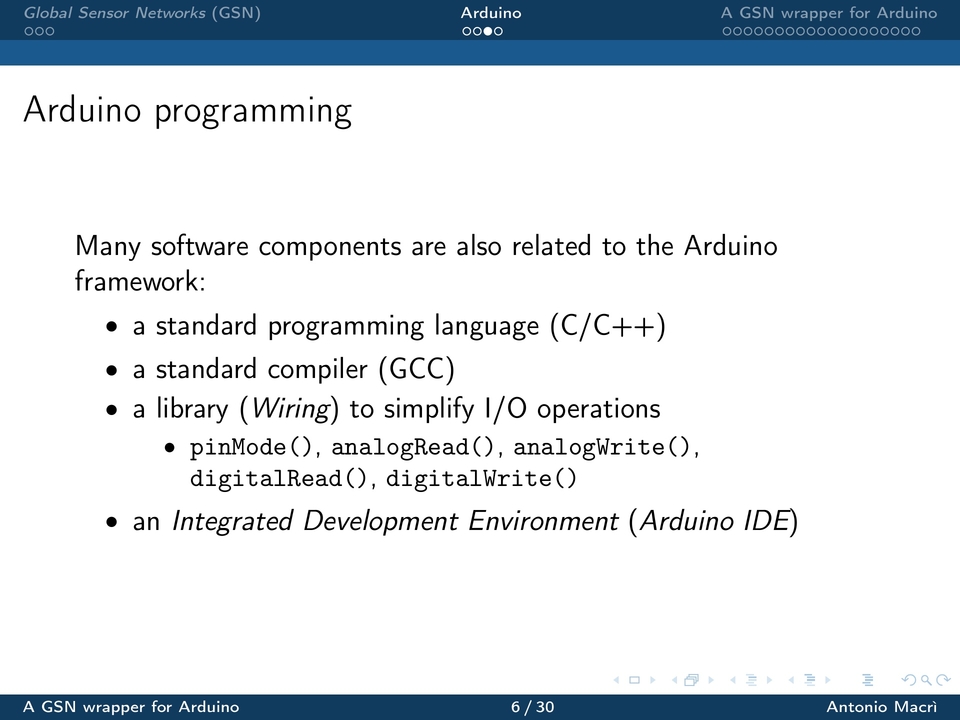 Global Sensor Networks (GSN) Arduino A GSN wrapper for Arduino
Arduino programming
Many software components are also related to the Arduino
framework:
• a standard programming language (C/C++)
• a standard compiler (GCC)
• a library (Wiring) to simplify I/O operations
• pinMode(), analogRead(), analogWrite(),
digitalRead(), digitalWrite()
• an Integrated Development Environment (Arduino IDE)
A GSN wrapper for Arduino 6 / 30 Antonio Macrì